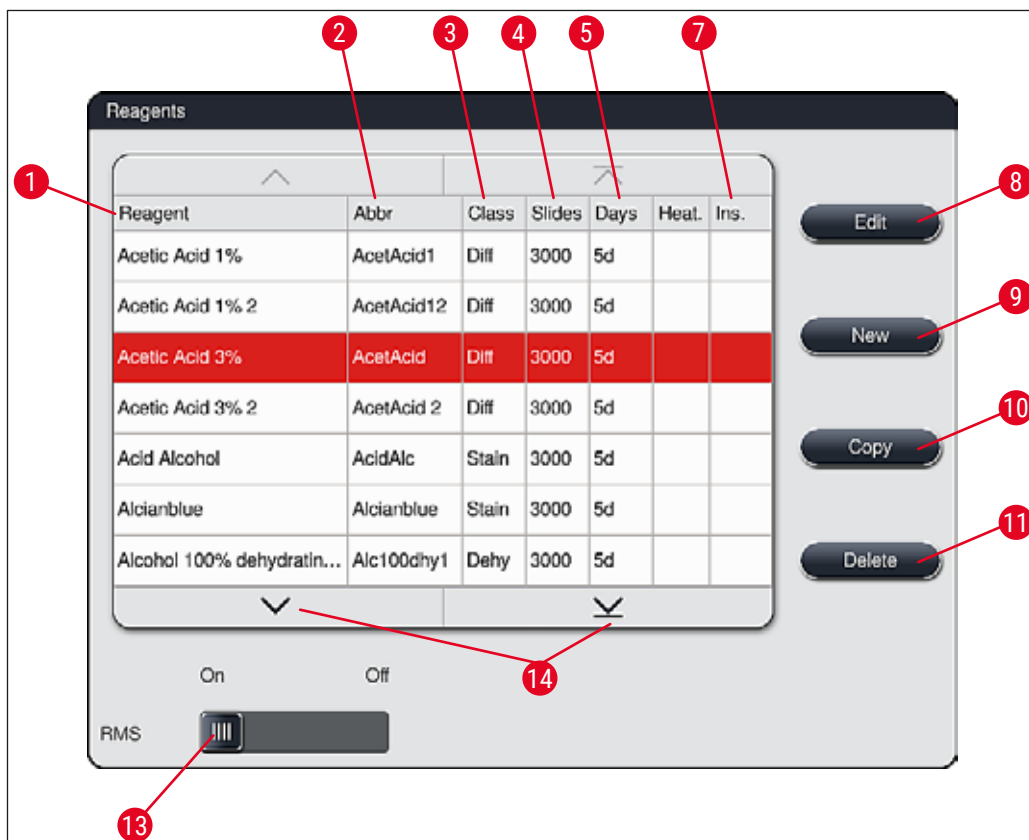 2 3 4 5 7
Reagents
1
Reagent Abbr Class Slides Days Heat. Ins.
8
Edit
Acetic Acid 1% AcetAcid1 Diff 3000 5d
Acetic Acid 1% 2 AcetAcid12 Diff 3000 5d
9
New
Acetic Acid 3% AcetAcid Diff 3000 5d
Acetic Acid 3% 2 AcetAcid 2 Diff 3000 5d
10
Copy
Acid Alcohol AcidAlc Stain 3000 5d
Alcianblue Alcianblue Stain 3000 5d
11
Delete
Alcohol 100% dehydratin... Alc100dhy1 Dehy 3000 5d
On Off
14
RMS
13